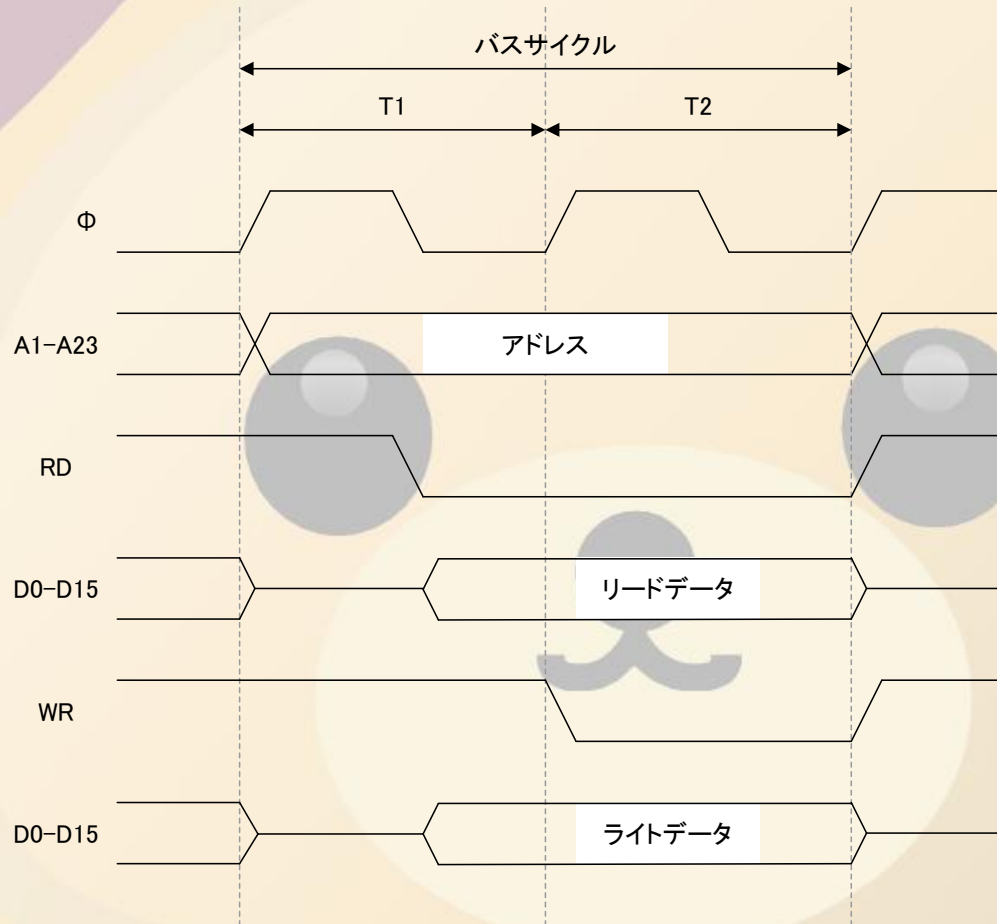 バスサイクル
T1
T2
Φ
A1-A23
アドレス
RD
D0-D15
リードデータ
WR
D0-D15
ライトデータ